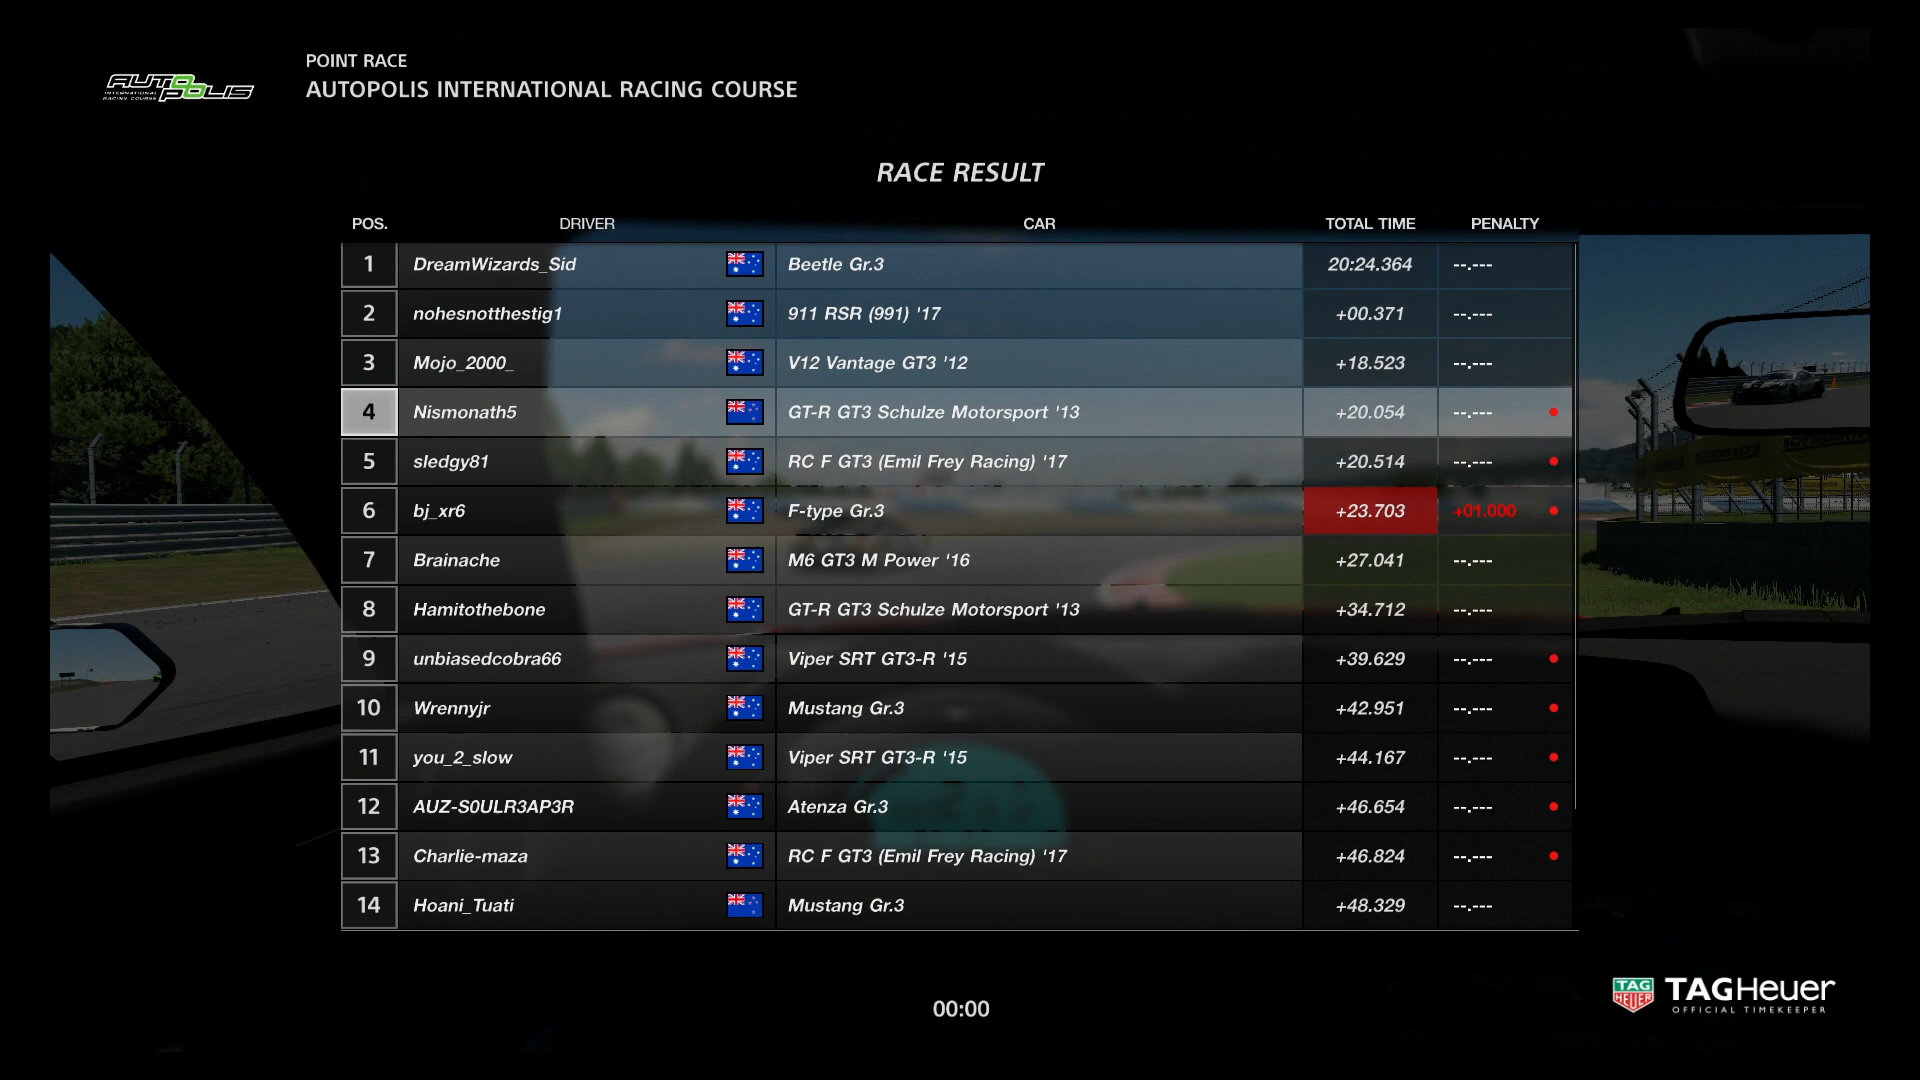 AUTOPOLIS
INTERNATIONAL
RACING COURSE
POINT RACE
AUTOPOLIS INTERNATIONAL RACING COURSE
RACE RESULT
POS. DRIVER CAR TOTAL TIME PENALTY
1 DreamWizards_Sid Beetle Gr.3 20:24.364 --.---
2 nohesnotthestig1 911 RSR (991) '17 +00.371 --.---
3 Mojo_2000_ V12 Vantage GT3 '12 +18.523 --.---
4 Nismonath5 GT-R GT3 Schulze Motorsport '13 +20.054 --.---
5 sledgy81 RC F GT3 (Emil Frey Racing) '17 +20.514 --.---
6 bj_xr6 F-type Gr.3 +23.703 +01.000
7 Brainache M6 GT3 M Power '16 +27.041 --.---
8 Hamitothebone GT-R GT3 Schulze Motorsport '13 +34.712 --.---
9 unbiasedcobra66 Viper SRT GT3-R '15 +39.629 --.---
10 Wrennyjr Mustang Gr.3 +42.951 --.---
11 you_2_slow Viper SRT GT3-R '15 +44.167 --.---
12 AUZ-S0ULR3AP3R Atenza Gr.3 +46.654 --.---
13 Charlie-maza RC F GT3 (Emil Frey Racing) '17 +46.824 --.---
14 Hoani_Tuati Mustang Gr.3 +48.329 --.---
00:00
TAG HEUER
TAGHeuer
OFFICIAL TIMEKEEPER